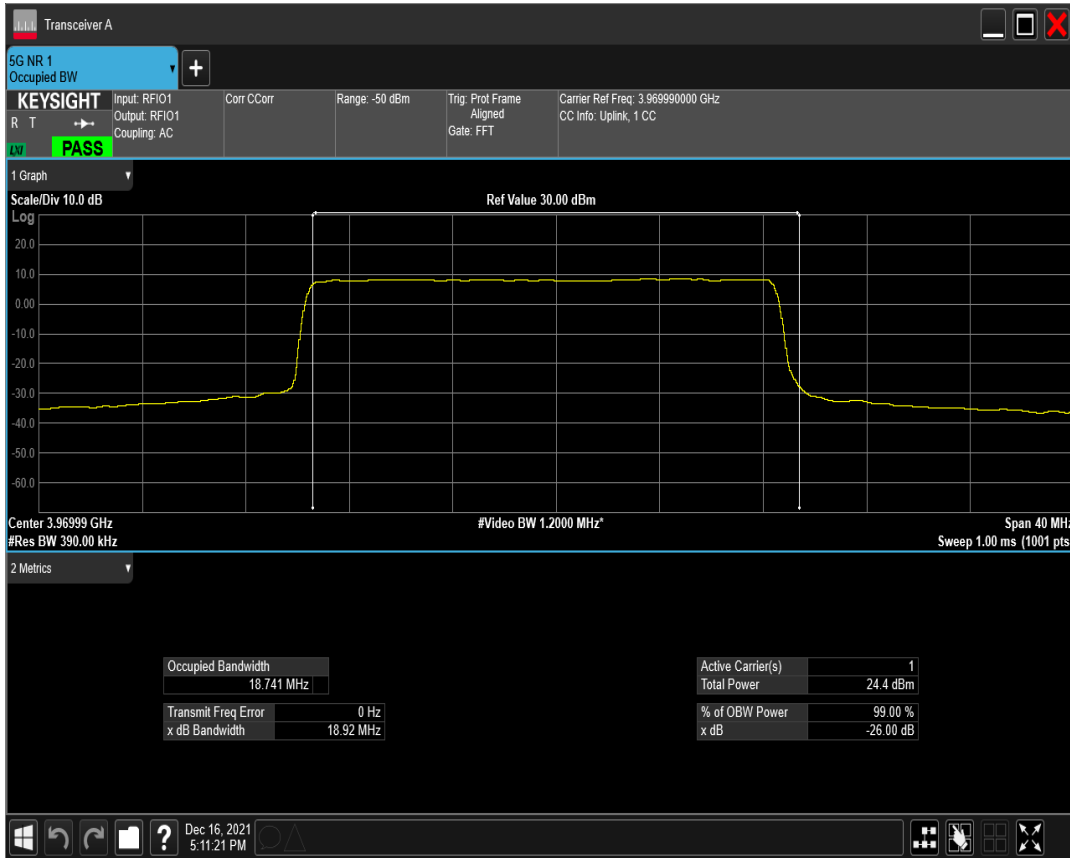 Transceiver A
5G NR 1
Occupied BW
KEYSIGHT
R T
LXI
PASS
Input: RFIO1
Output: RFIO1
Coupling: AC
Corr CCorr
Range: -50 dBm
Trig: Prot Frame
Aligned
Gate: FFT
Carrier Ref Freq: 3.969990000 GHz
CC Info: Uplink, 1 CC
1 Graph
Scale/Div 10.0 dB
Ref Value 30.00 dBm
Log
20.0
10.0
0.00
-10.0
-20.0
-30.0
-40.0
-50.0
-60.0
Center 3.96999 GHz
#Video BW 1.2000 MHz*
Span 40 MHz
#Res BW 390.00 kHz
Sweep 1.00 ms (1001 pts
2 Metrics
Occupied Bandwidth
18.741 MHz
Transmit Freq Error 0 Hz
x dB Bandwidth 18.92 MHz
Active Carrier(s) 1
Total Power 24.4 dBm
% of OBW Power 99.00 %
x dB -26.00 dB
Dec 16, 2021
5:11:21 PM